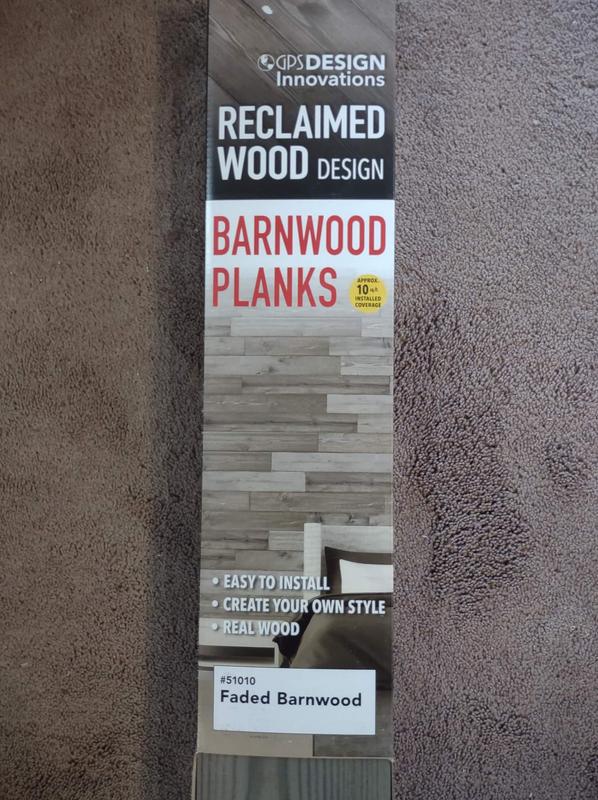 GPS DESIGN
Innovations
RECLAIMED
WOOD DESIGN
BARNWOOD
PLANKS
APPROX.
10 sq.ft.
INSTALLED
COVERAGE
• EASY TO INSTALL
• CREATE YOUR OWN STYLE
• REAL WOOD
#51010
Faded Barnwood